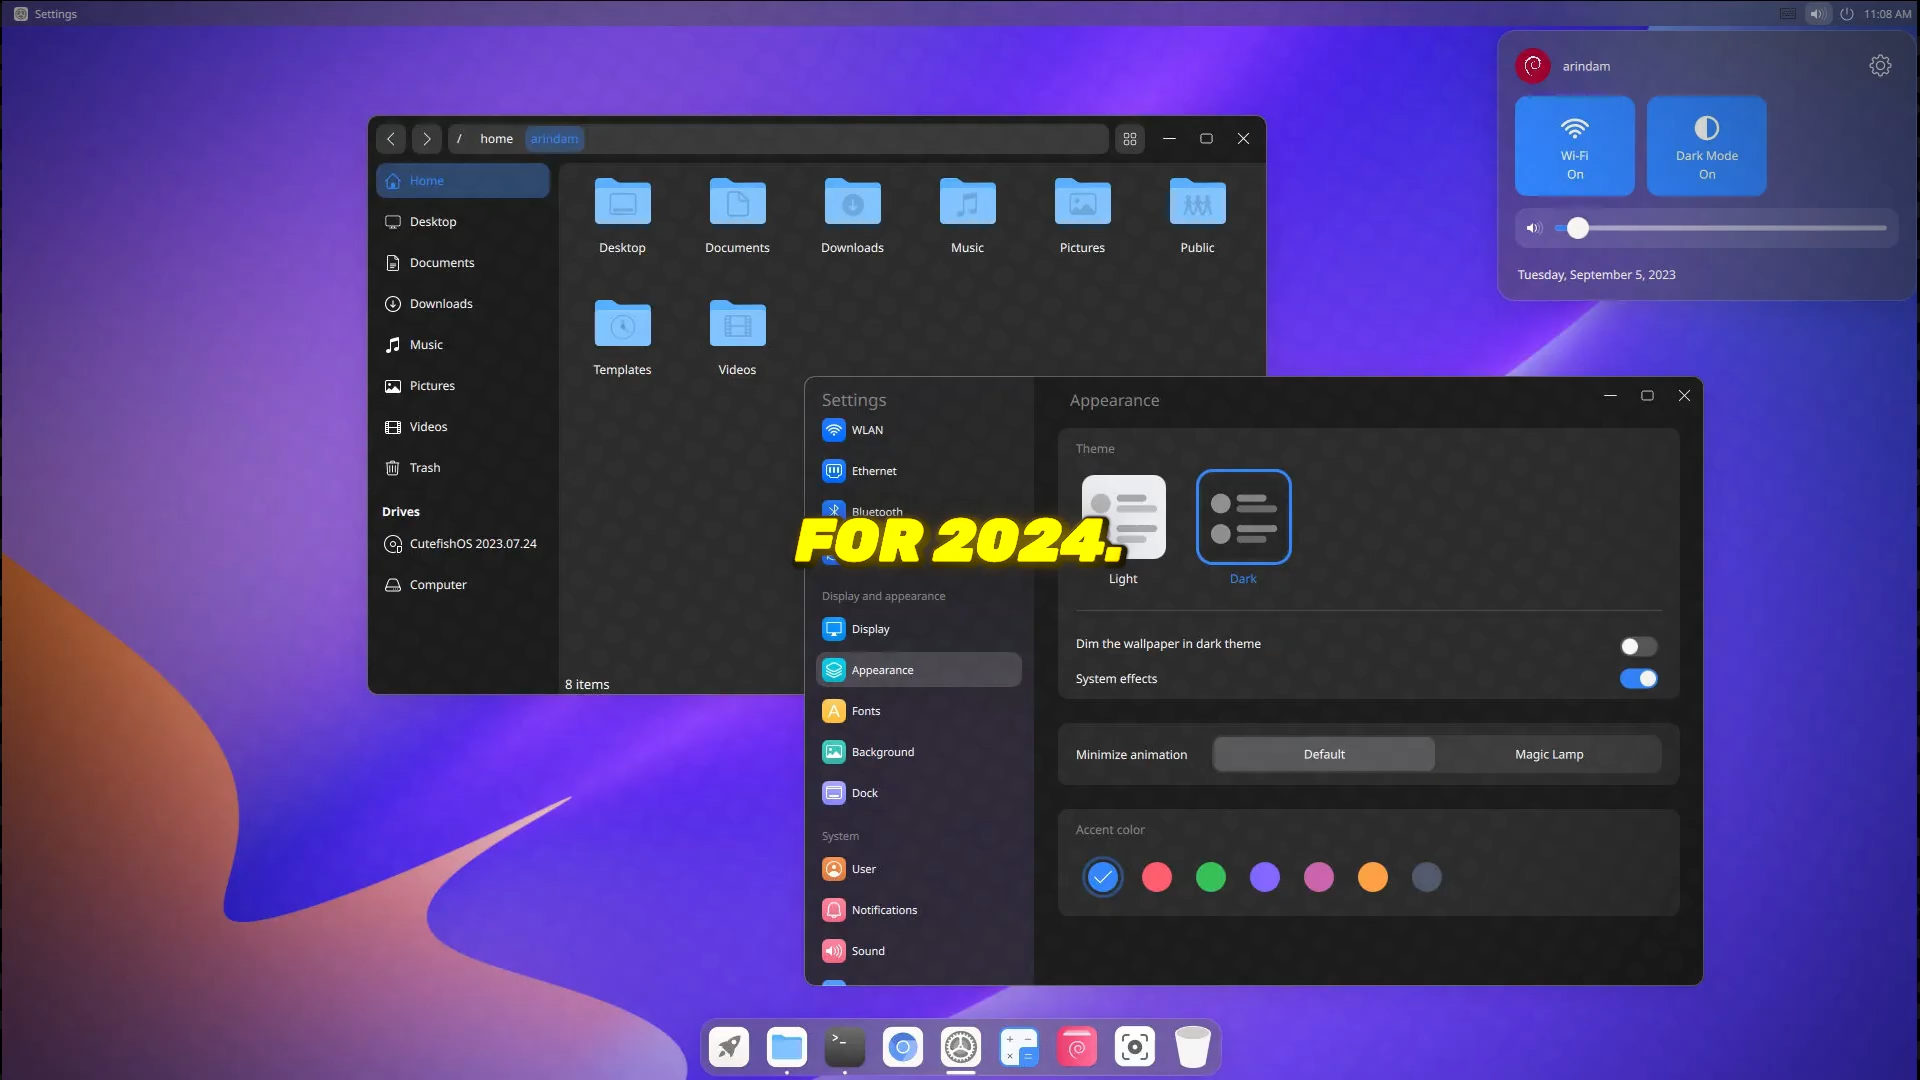 Settings
11:08 AM
arindam
Wi-Fi
On
Dark Mode
On
Tuesday, September 5, 2023
/ home arindam
Home
Desktop
Documents
Downloads
Music
Pictures
Videos
Trash
Drives
CutefishOS 2023.07.24
Computer
Desktop
Documents
Downloads
Music
Pictures
Public
Templates
Videos
8 items
Settings
WLAN
Ethernet
Bluetooth
FOR 2024.
Display and appearance
Display
Appearance
Fonts
Background
Dock
System
User
Notifications
Sound
Appearance
Theme
Light
Dark
Dim the wallpaper in dark theme
System effects
Minimize animation
Default
Magic Lamp
Accent color